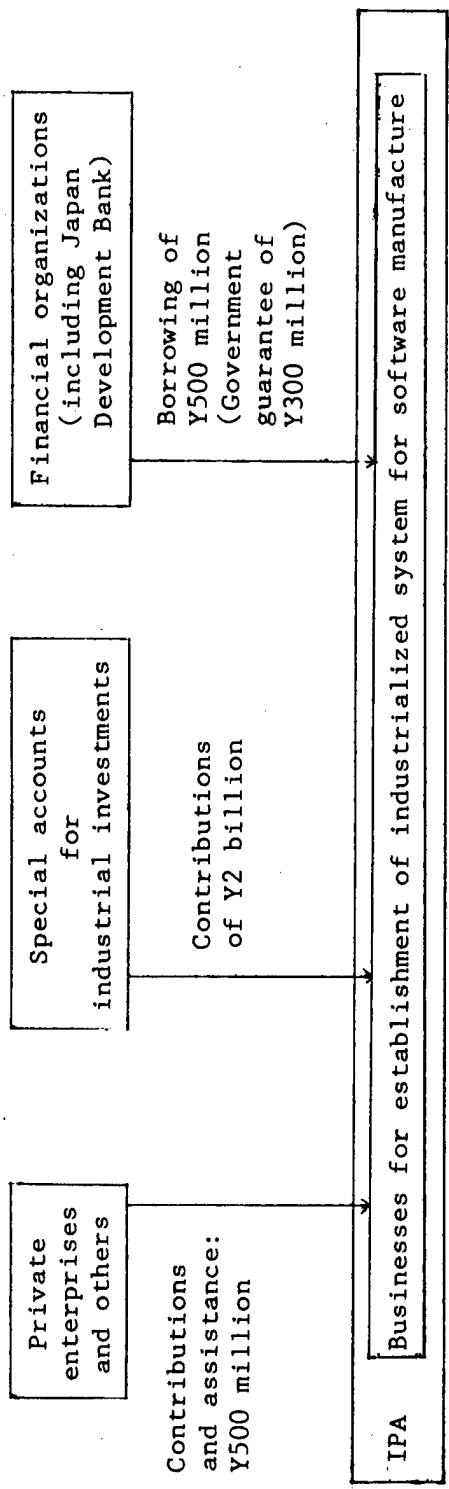 Private
enterprises
and others
Contributions
and assistance:
Y500 million
Special accounts
for
industrial investments
Contributions
of Y2 billion
Financial organizations
(including Japan
Development Bank)
Borrowing of
Y500 million
(Government
guarantee of
Y300 million)
IPA
Businesses for establishment of industrialized system for software manufacture